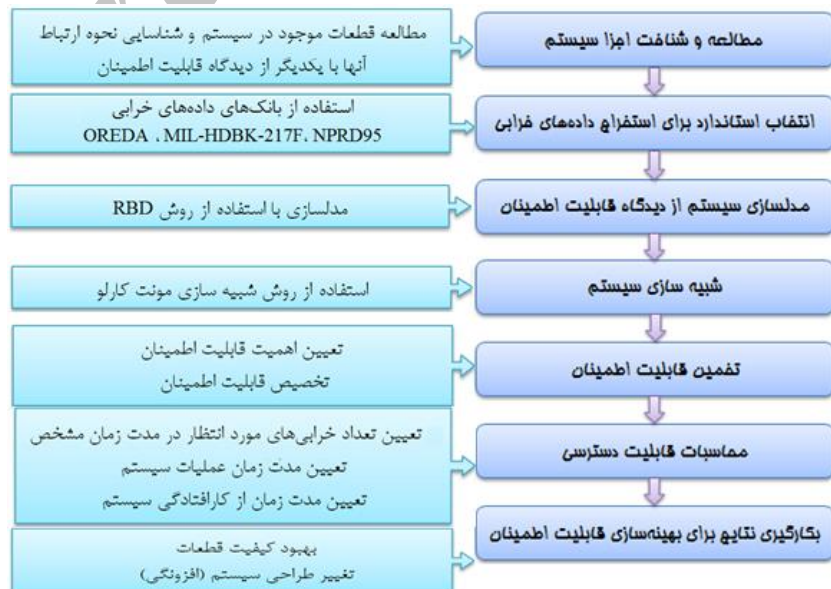 مطالعه و شناخت اجزا سیستم
مطالعه قطعات موجود در سیستم و شناسایی نحوه ارتباط
آنها با یکدیگر از دیدگاه قابلیت اطمینان
انتخاب استاندارد برای استخراج داده‌های خرابی
استفاده از بانک‌های داده‌های خرابی
OREDA ، MIL-HDBK-217F، NPRD95
مدلسازی سیستم از دیدگاه قابلیت اطمینان
مدلسازی با استفاده از روش RBD
شبیه سازی سیستم
استفاده از روش شبیه سازی مونت کارلو
تخمین قابلیت اطمینان
تعیین اهمیت قابلیت اطمینان
تخصیص قابلیت اطمینان
محاسبات قابلیت دسترسی
تعیین تعداد خرابی‌های مورد انتظار در مدت زمان مشخص
تعیین مدت زمان عملیات سیستم
تعیین مدت زمان از کارافتادگی سیستم
بکارگیری نتایج برای بهینه‌سازی قابلیت اطمینان
بهبود کیفیت قطعات
تغییر طراحی سیستم (افزونگی)